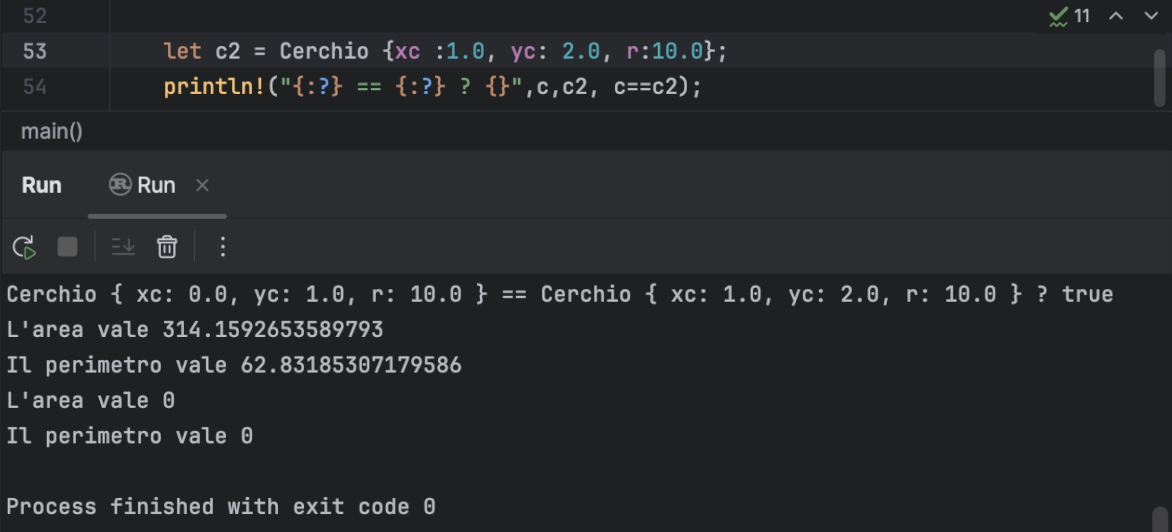 52
11
53 let c2 = Cerchio {xc :1.0, yc: 2.0, r:10.0};
54 println!("{:?} == {:?} ? {}",c,c2, c==c2);
main()
Run Run
Cerchio { xc: 0.0, yc: 1.0, r: 10.0 } == Cerchio { xc: 1.0, yc: 2.0, r: 10.0 } ? true
L'area vale 314.1592653589793
Il perimetro vale 62.83185307179586
L'area vale 0
Il perimetro vale 0
Process finished with exit code 0